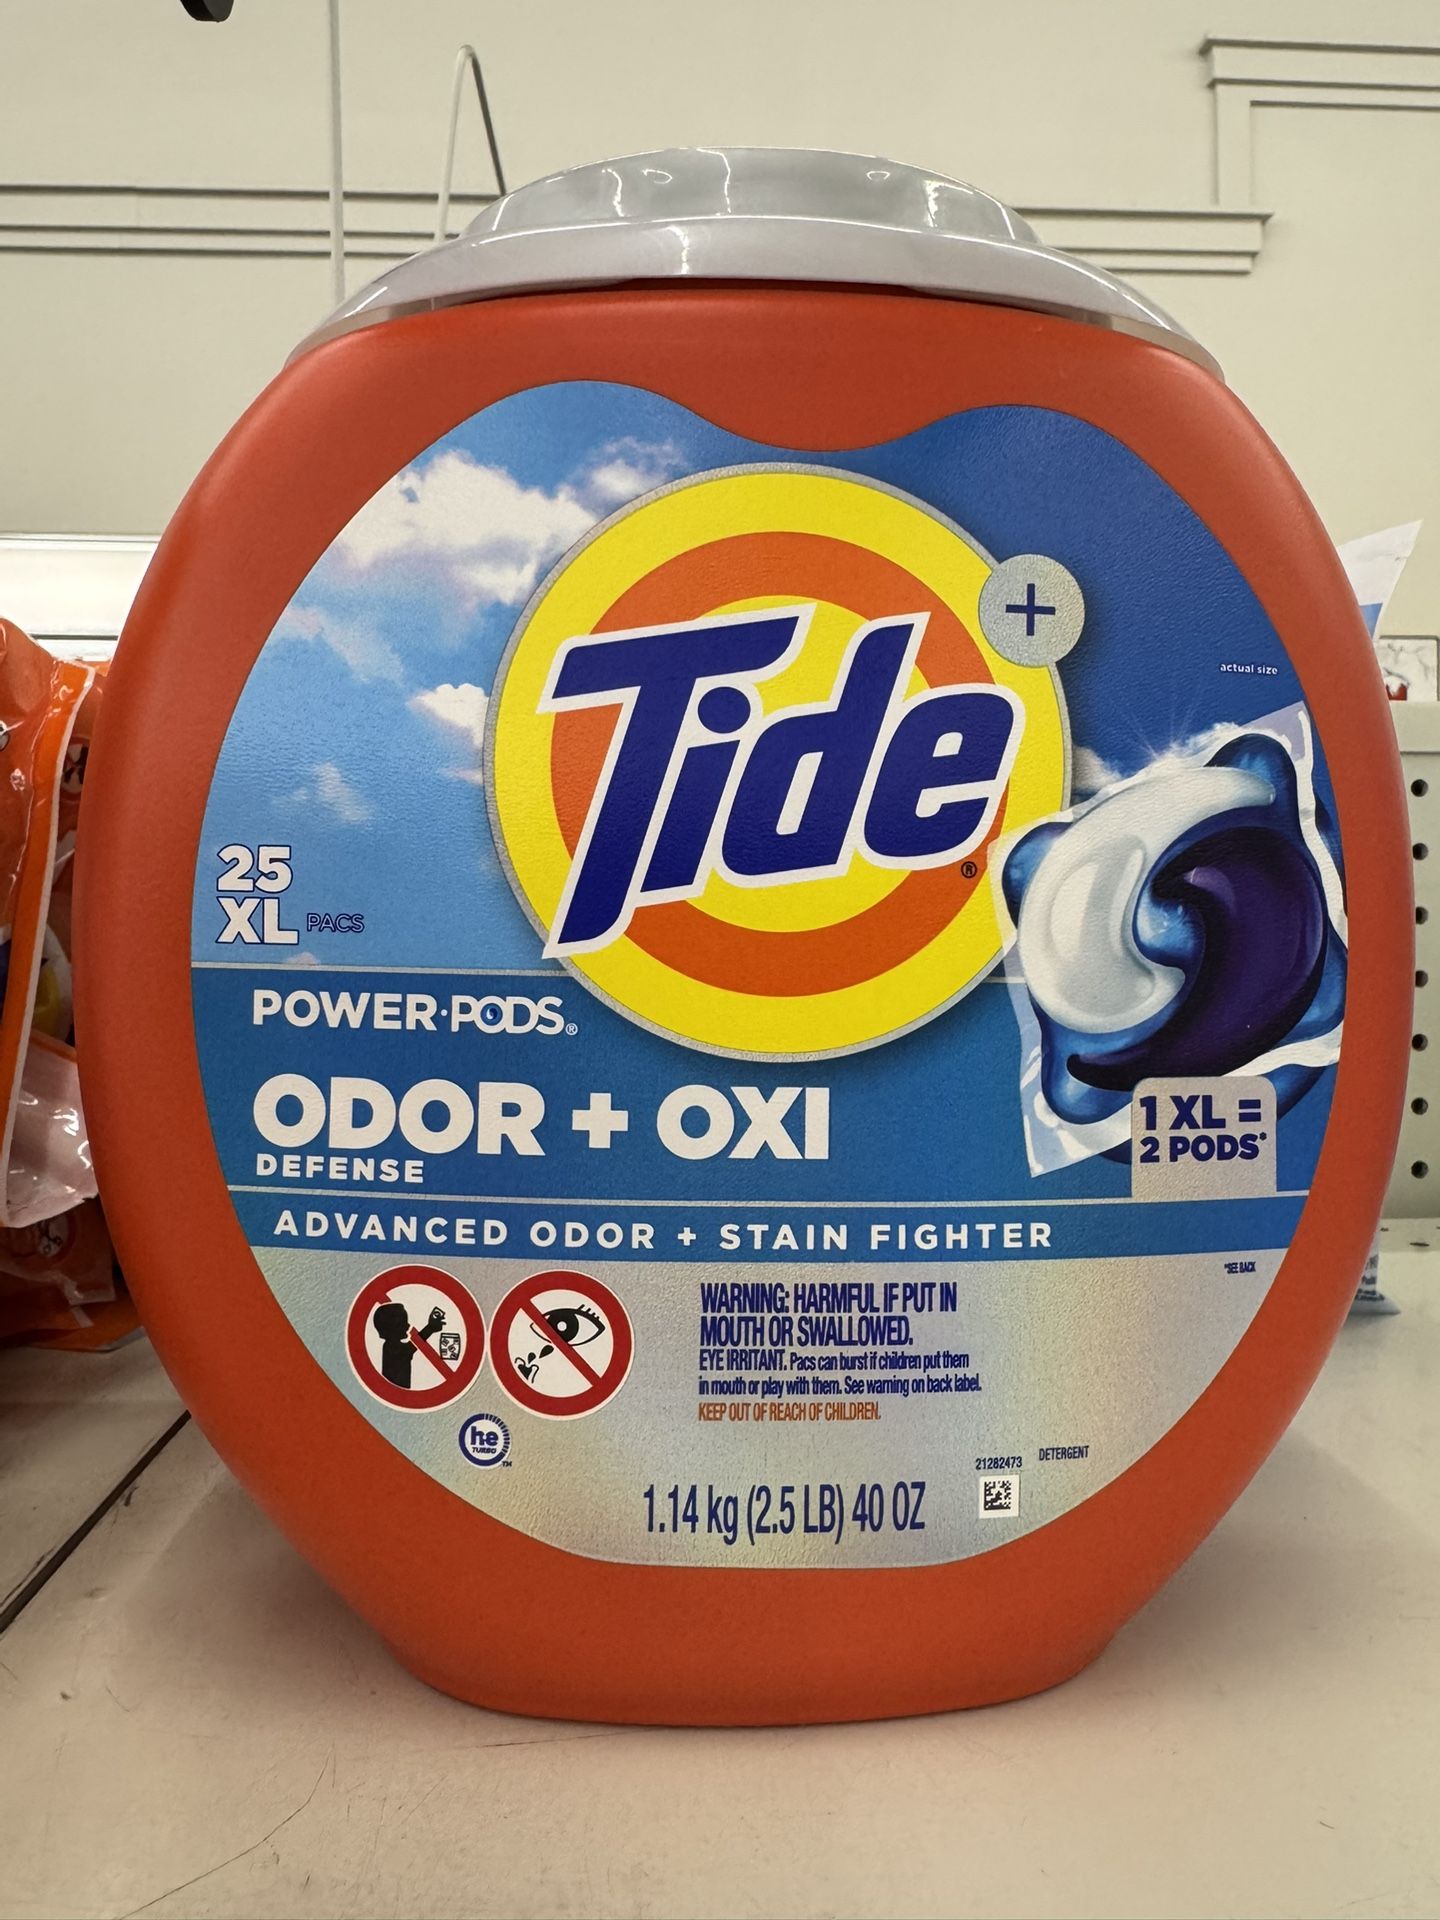 +
Tide®
actual size
25
XL PACS
POWER·PODS®
ODOR + OXI
DEFENSE
1 XL =
2 PODS*
ADVANCED ODOR + STAIN FIGHTER
*SEE BACK
WARNING: HARMFUL IF PUT IN
MOUTH OR SWALLOWED.
EYE IRRITANT. Pacs can burst if children put them
in mouth or play with them. See warning on back label.
KEEP OUT OF REACH OF CHILDREN.
he
TURBO
TM
21282473
DETERGENT
1.14 kg (2.5 LB) 40 OZ